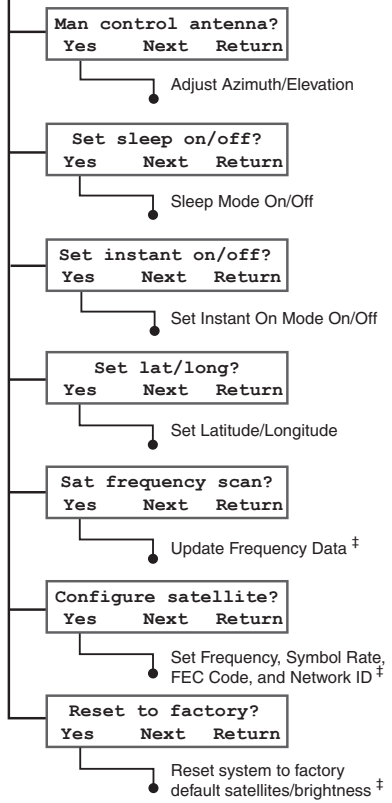 Man control antenna?
Yes Next Return
Adjust Azimuth/Elevation
Set sleep on/off?
Yes Next Return
Sleep Mode On/Off
Set instant on/off?
Yes Next Return
Set Instant On Mode On/Off
Set lat/long?
Yes Next Return
Set Latitude/Longitude
Sat frequency scan?
Yes Next Return
Update Frequency Data ‡
Configure satellite?
Yes Next Return
Set Frequency, Symbol Rate,
FEC Code, and Network ID ‡
Reset to factory?
Yes Next Return
Reset system to factory
default satellites/brightness ‡